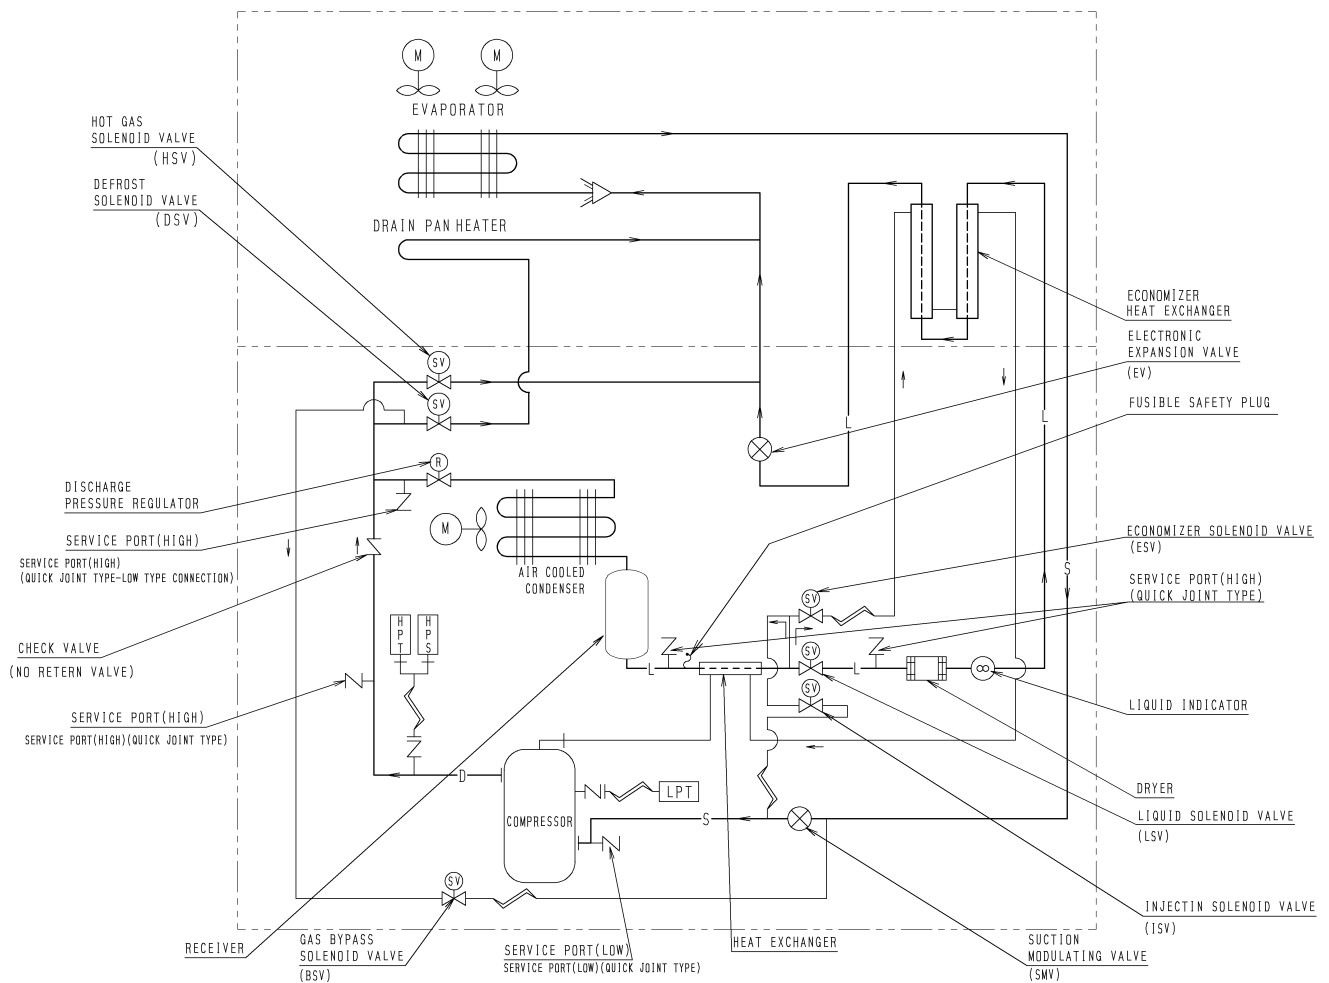 M
M
EVAPORATOR
HOT GAS
SOLENOID VALVE
(HSV)
DEFROST
SOLENOID VALVE
(DSV)
DRAIN PAN HEATER
ECONOMIZER
HEAT EXCHANGER
ELECTRONIC
EXPANSION VALVE
(EV)
FUSIBLE SAFETY PLUG
SV
SV
L
L
R
DISCHARGE
PRESSURE REGULATOR
SERVICE PORT(HIGH)
SERVICE PORT(HIGH)
(QUICK JOINT TYPE-LOW TYPE CONNECTION)
M
AIR COOLED
CONDENSER
ECONOMIZER SOLENOID VALVE
(ESV)
S
SERVICE PORT(HIGH)
(QUICK JOINT TYPE)
SV
HPT
HPS
CHECK VALVE
(NO RETERN VALVE)
SV
L
L
SV
SERVICE PORT(HIGH)
SERVICE PORT(HIGH)(QUICK JOINT TYPE)
LIQUID INDICATOR
D
LPT
DRYER
COMPRESSOR
S
LIQUID SOLENOID VALVE
(LSV)
SV
INJECTIN SOLENOID VALVE
(ISV)
RECEIVER
GAS BYPASS
SOLENOID VALVE
(BSV)
SERVICE PORT(LOW)
SERVICE PORT(LOW)(QUICK JOINT TYPE)
HEAT EXCHANGER
SUCTION
MODULATING VALVE
(SMV)